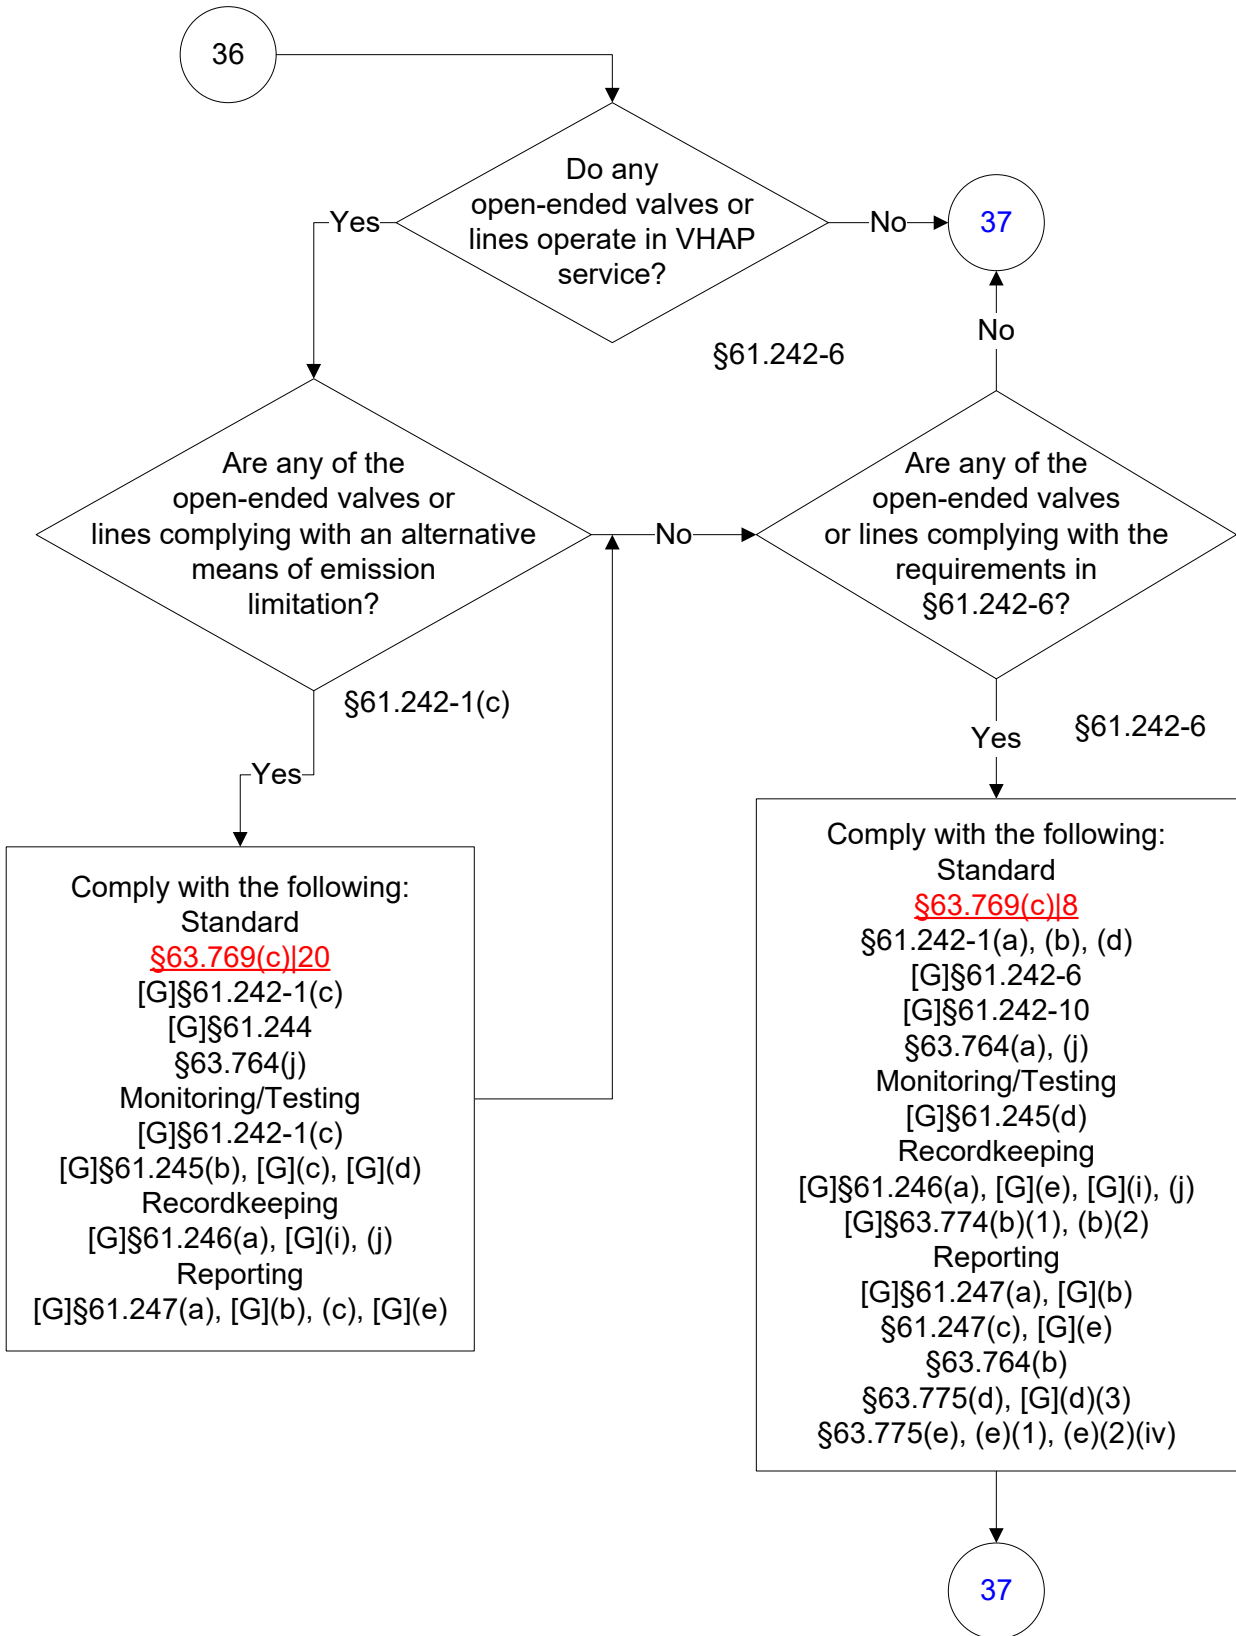 36
Do any
open-ended valves or
lines operate in VHAP
service?
Yes
No
37
§61.242-6
No
Are any of the
open-ended valves or
lines complying with an alternative
means of emission
limitation?
No
Are any of the
open-ended valves
or lines complying with the
requirements in
§61.242-6?
§61.242-1(c)
Yes
§61.242-6
Yes
Comply with the following:
Standard
§63.769(c)|20
[G]§61.242-1(c)
[G]§61.244
§63.764(j)
Monitoring/Testing
[G]§61.242-1(c)
[G]§61.245(b), [G](c), [G](d)
Recordkeeping
[G]§61.246(a), [G](i), (j)
Reporting
[G]§61.247(a), [G](b), (c), [G](e)
Comply with the following:
Standard
§63.769(c)|8
§61.242-1(a), (b), (d)
[G]§61.242-6
[G]§61.242-10
§63.764(a), (j)
Monitoring/Testing
[G]§61.245(d)
Recordkeeping
[G]§61.246(a), [G](e), [G](i), (j)
[G]§63.774(b)(1), (b)(2)
Reporting
[G]§61.247(a), [G](b)
§61.247(c), [G](e)
§63.764(b)
§63.775(d), [G](d)(3)
§63.775(e), (e)(1), (e)(2)(iv)
37